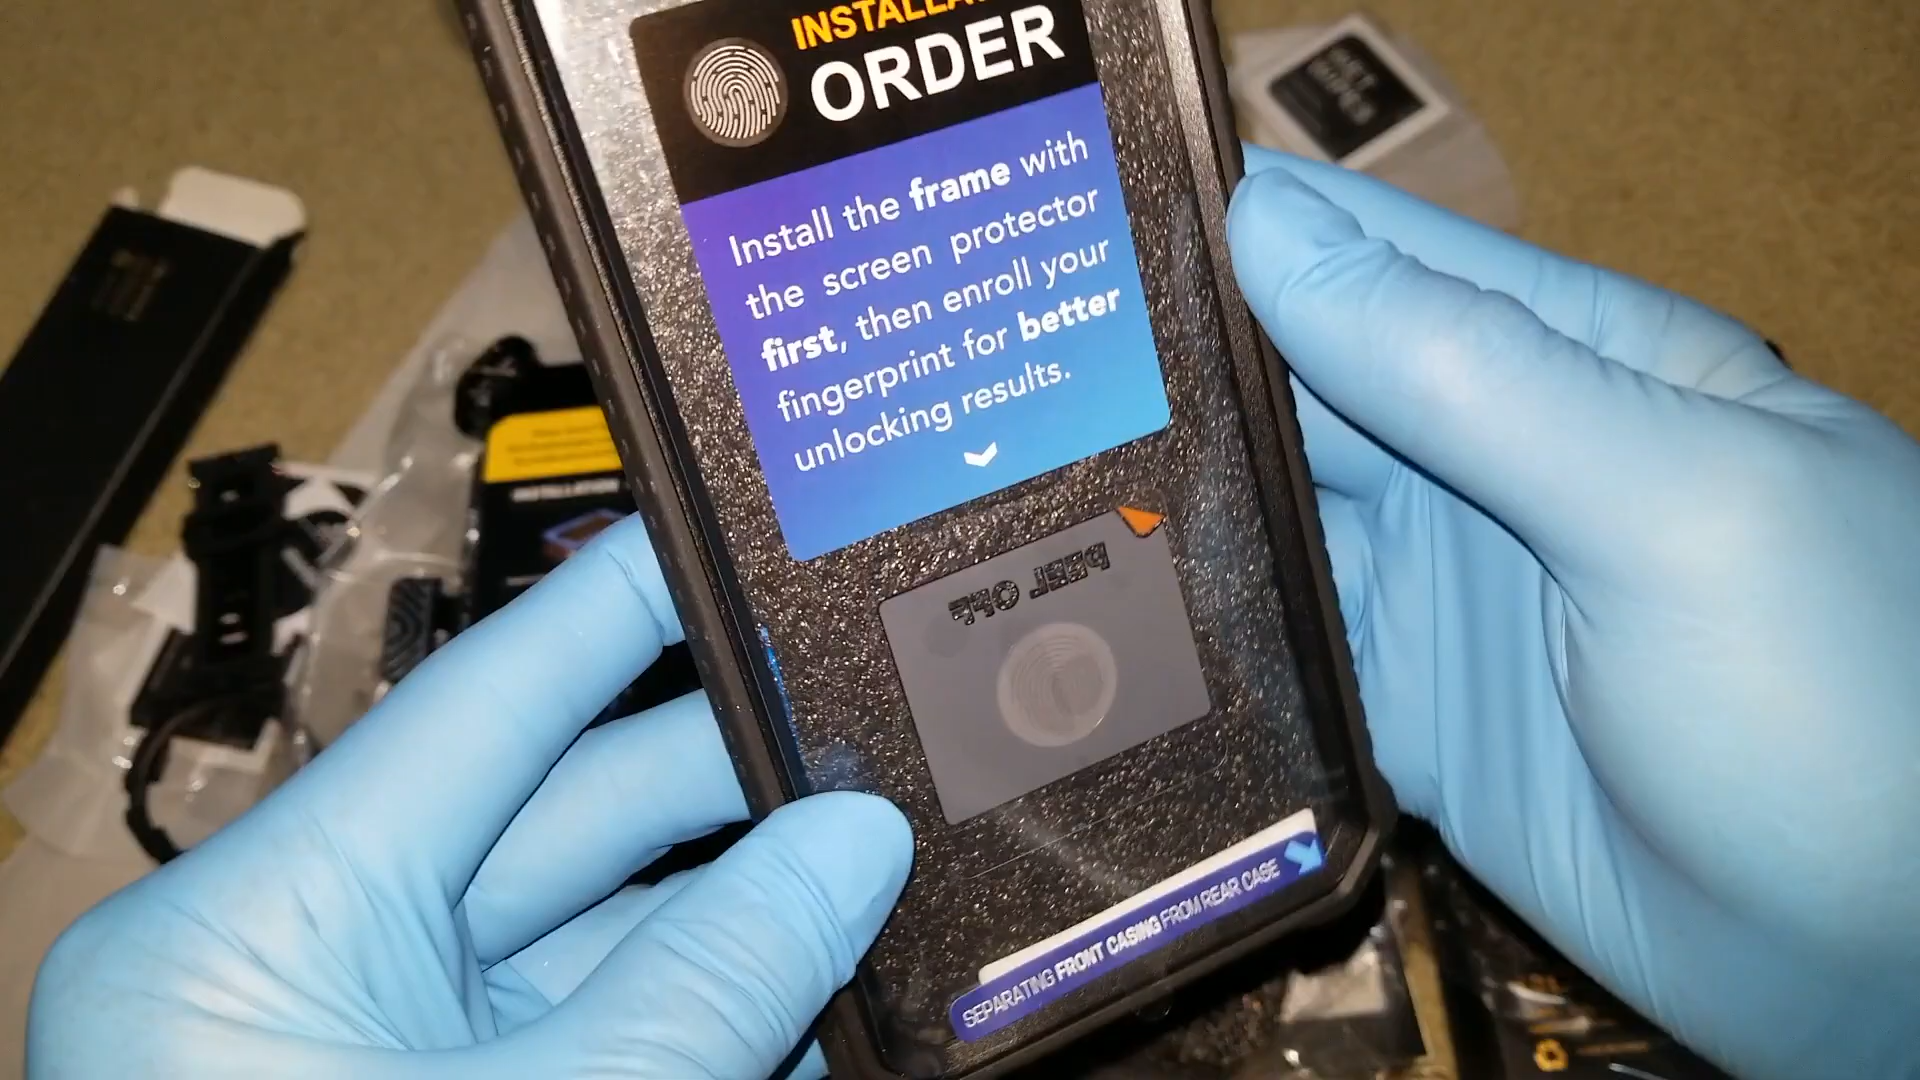 ORDER
Install the frame with
the screen protector
first, then enroll your
fingerprint for better
unlocking results.
PEEL OFF
SEPARATING FRONT CASING FROM REAR CASE
INSTALLATION